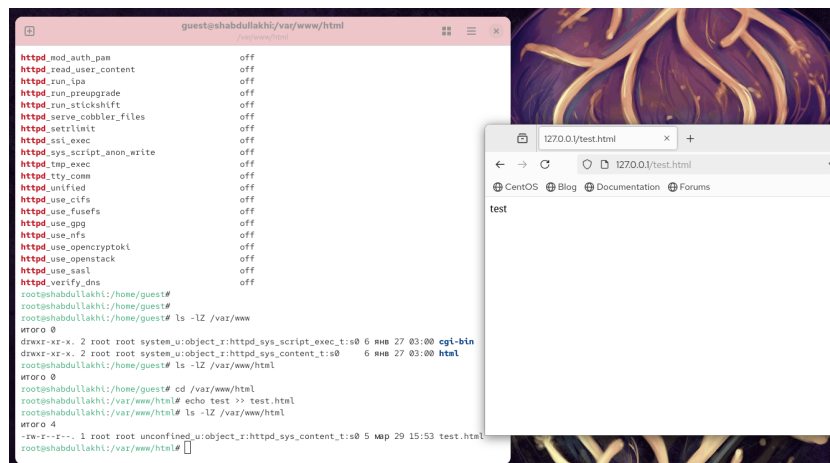 guest@shabdullakhi:/var/www/html
/var/www/html
httpd_mod_auth_pam off
httpd_read_user_content off
httpd_run_ipa off
httpd_run_preupgrade off
httpd_run_stickshift off
httpd_serve_cobbler_files off
httpd_setrlimit off
httpd_ssi_exec off
httpd_sys_script_anon_write off
httpd_tmp_exec off
httpd_tty_comm off
httpd_unified off
httpd_use_cifs off
httpd_use_fusefs off
httpd_use_gpg off
httpd_use_nfs off
httpd_use_opencryptoki off
httpd_use_openstack off
httpd_use_sasl off
httpd_verify_dns off
root@shabdullakhi:/home/guest#
root@shabdullakhi:/home/guest#
root@shabdullakhi:/home/guest# ls -lZ /var/www
итого 0
drwxr-xr-x. 2 root root system_u:object_r:httpd_sys_script_exec_t:s0 6 янв 27 03:00 cgi-bin
drwxr-xr-x. 2 root root system_u:object_r:httpd_sys_content_t:s0 6 янв 27 03:00 html
root@shabdullakhi:/home/guest# ls -lZ /var/www/html
итого 0
root@shabdullakhi:/home/guest# cd /var/www/html
root@shabdullakhi:/var/www/html# echo test >> test.html
root@shabdullakhi:/var/www/html# ls -lZ /var/www/html
итого 4
-rw-r--r--. 1 root root unconfined_u:object_r:httpd_sys_content_t:s0 5 мар 29 15:53 test.html
root@shabdullakhi:/var/www/html#
127.0.0.1/test.html
127.0.0.1/test.html
CentOS Blog Documentation Forums
test